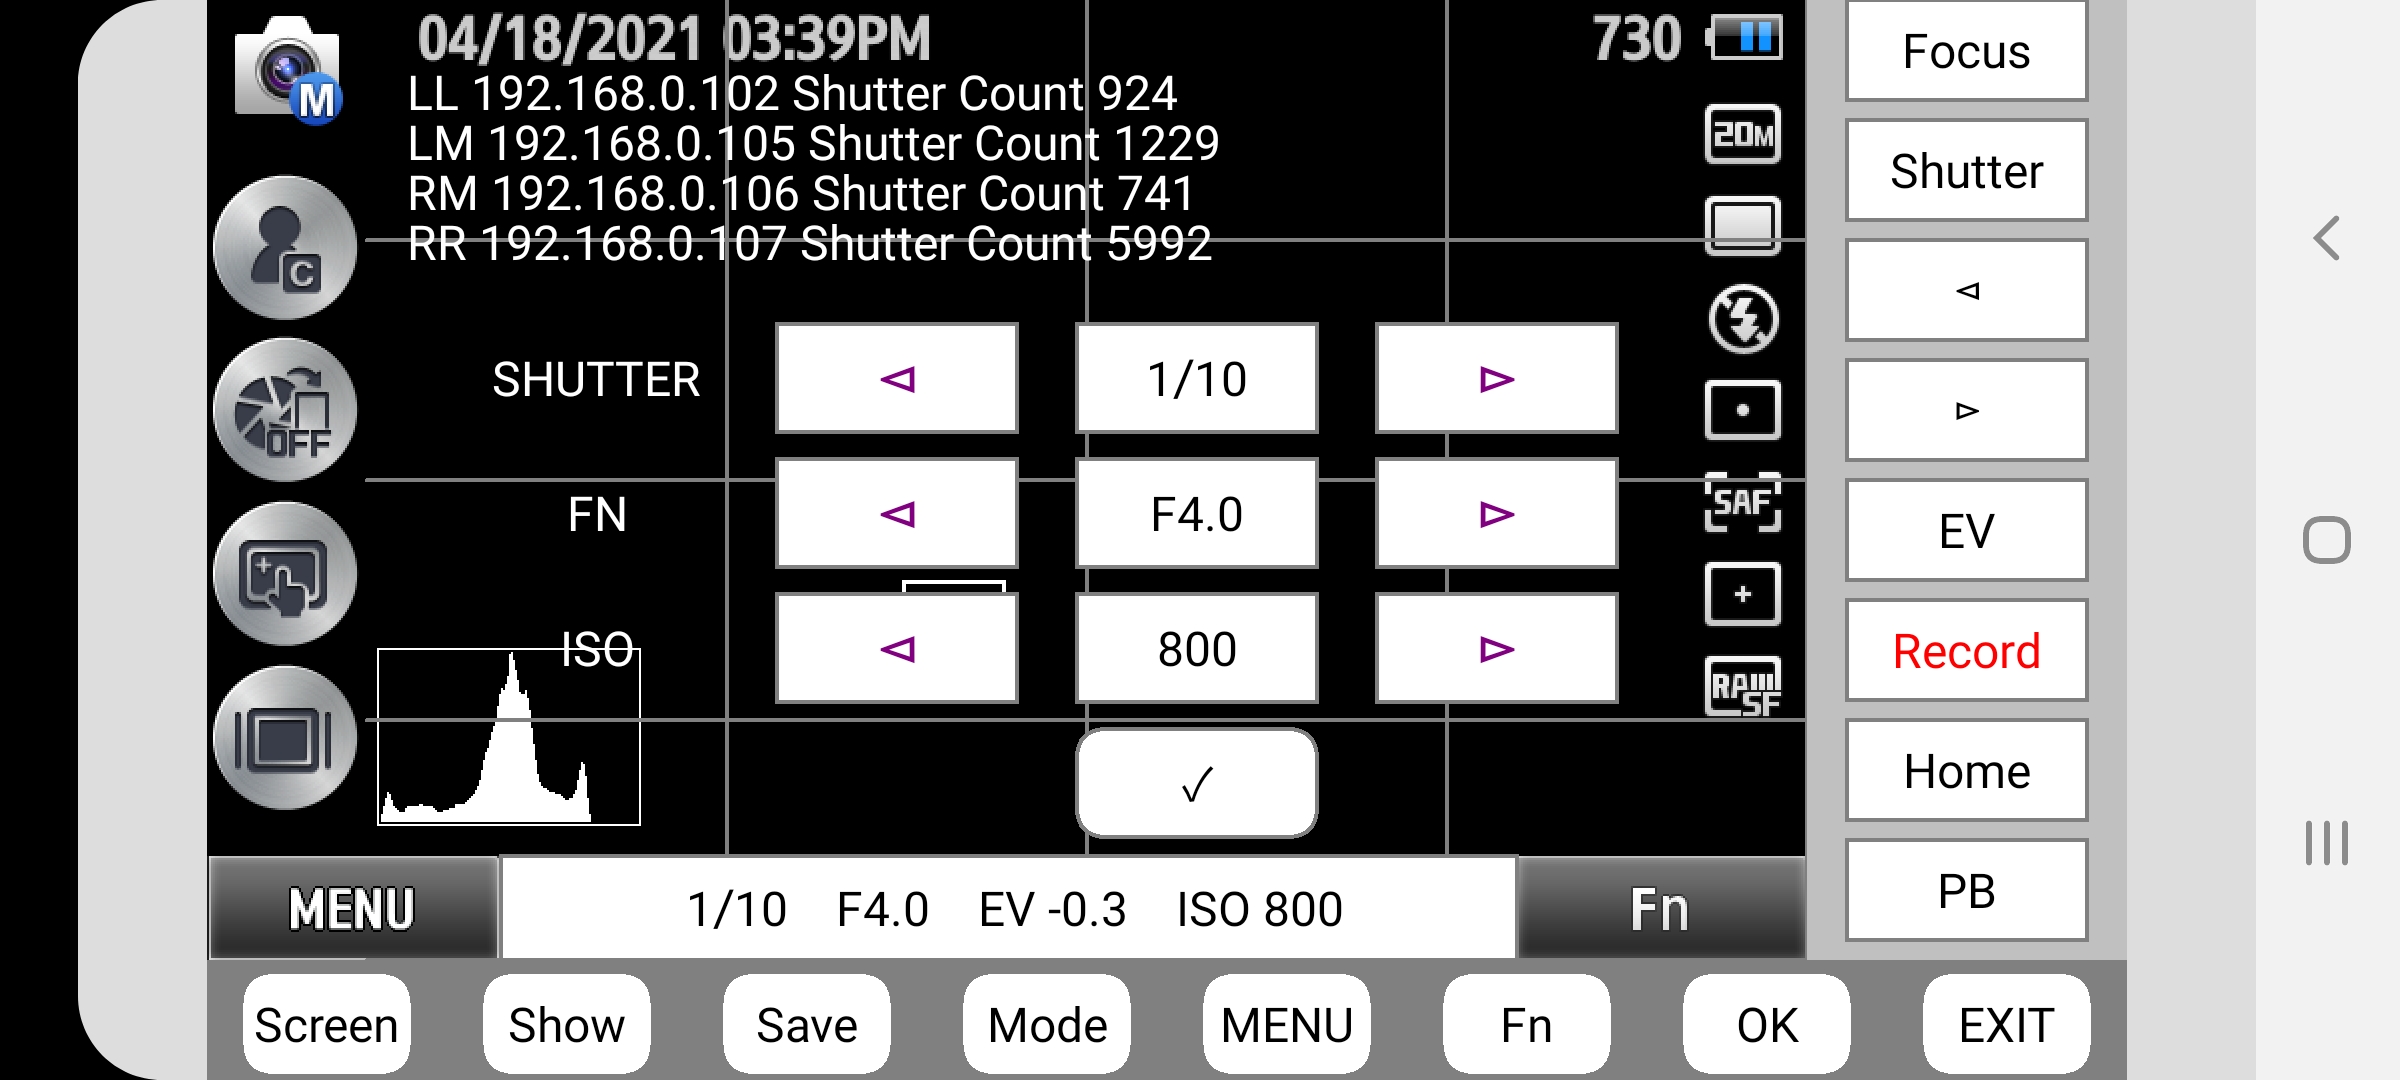 04/18/2021 03:39PM 730
LL 192.168.0.102 Shutter Count 924
LM 192.168.0.105 Shutter Count 1229
RM 192.168.0.106 Shutter Count 741
RR 192.168.0.107 Shutter Count 5992
M
C
OFF
SHUTTER 1/10
FN F4.0
ISO 800
✓
20M
SAF
RAW
SF
MENU 1/10 F4.0 EV -0.3 ISO 800 Fn
Focus
Shutter
EV
Record
Home
PB
Screen Show Save Mode MENU Fn OK EXIT